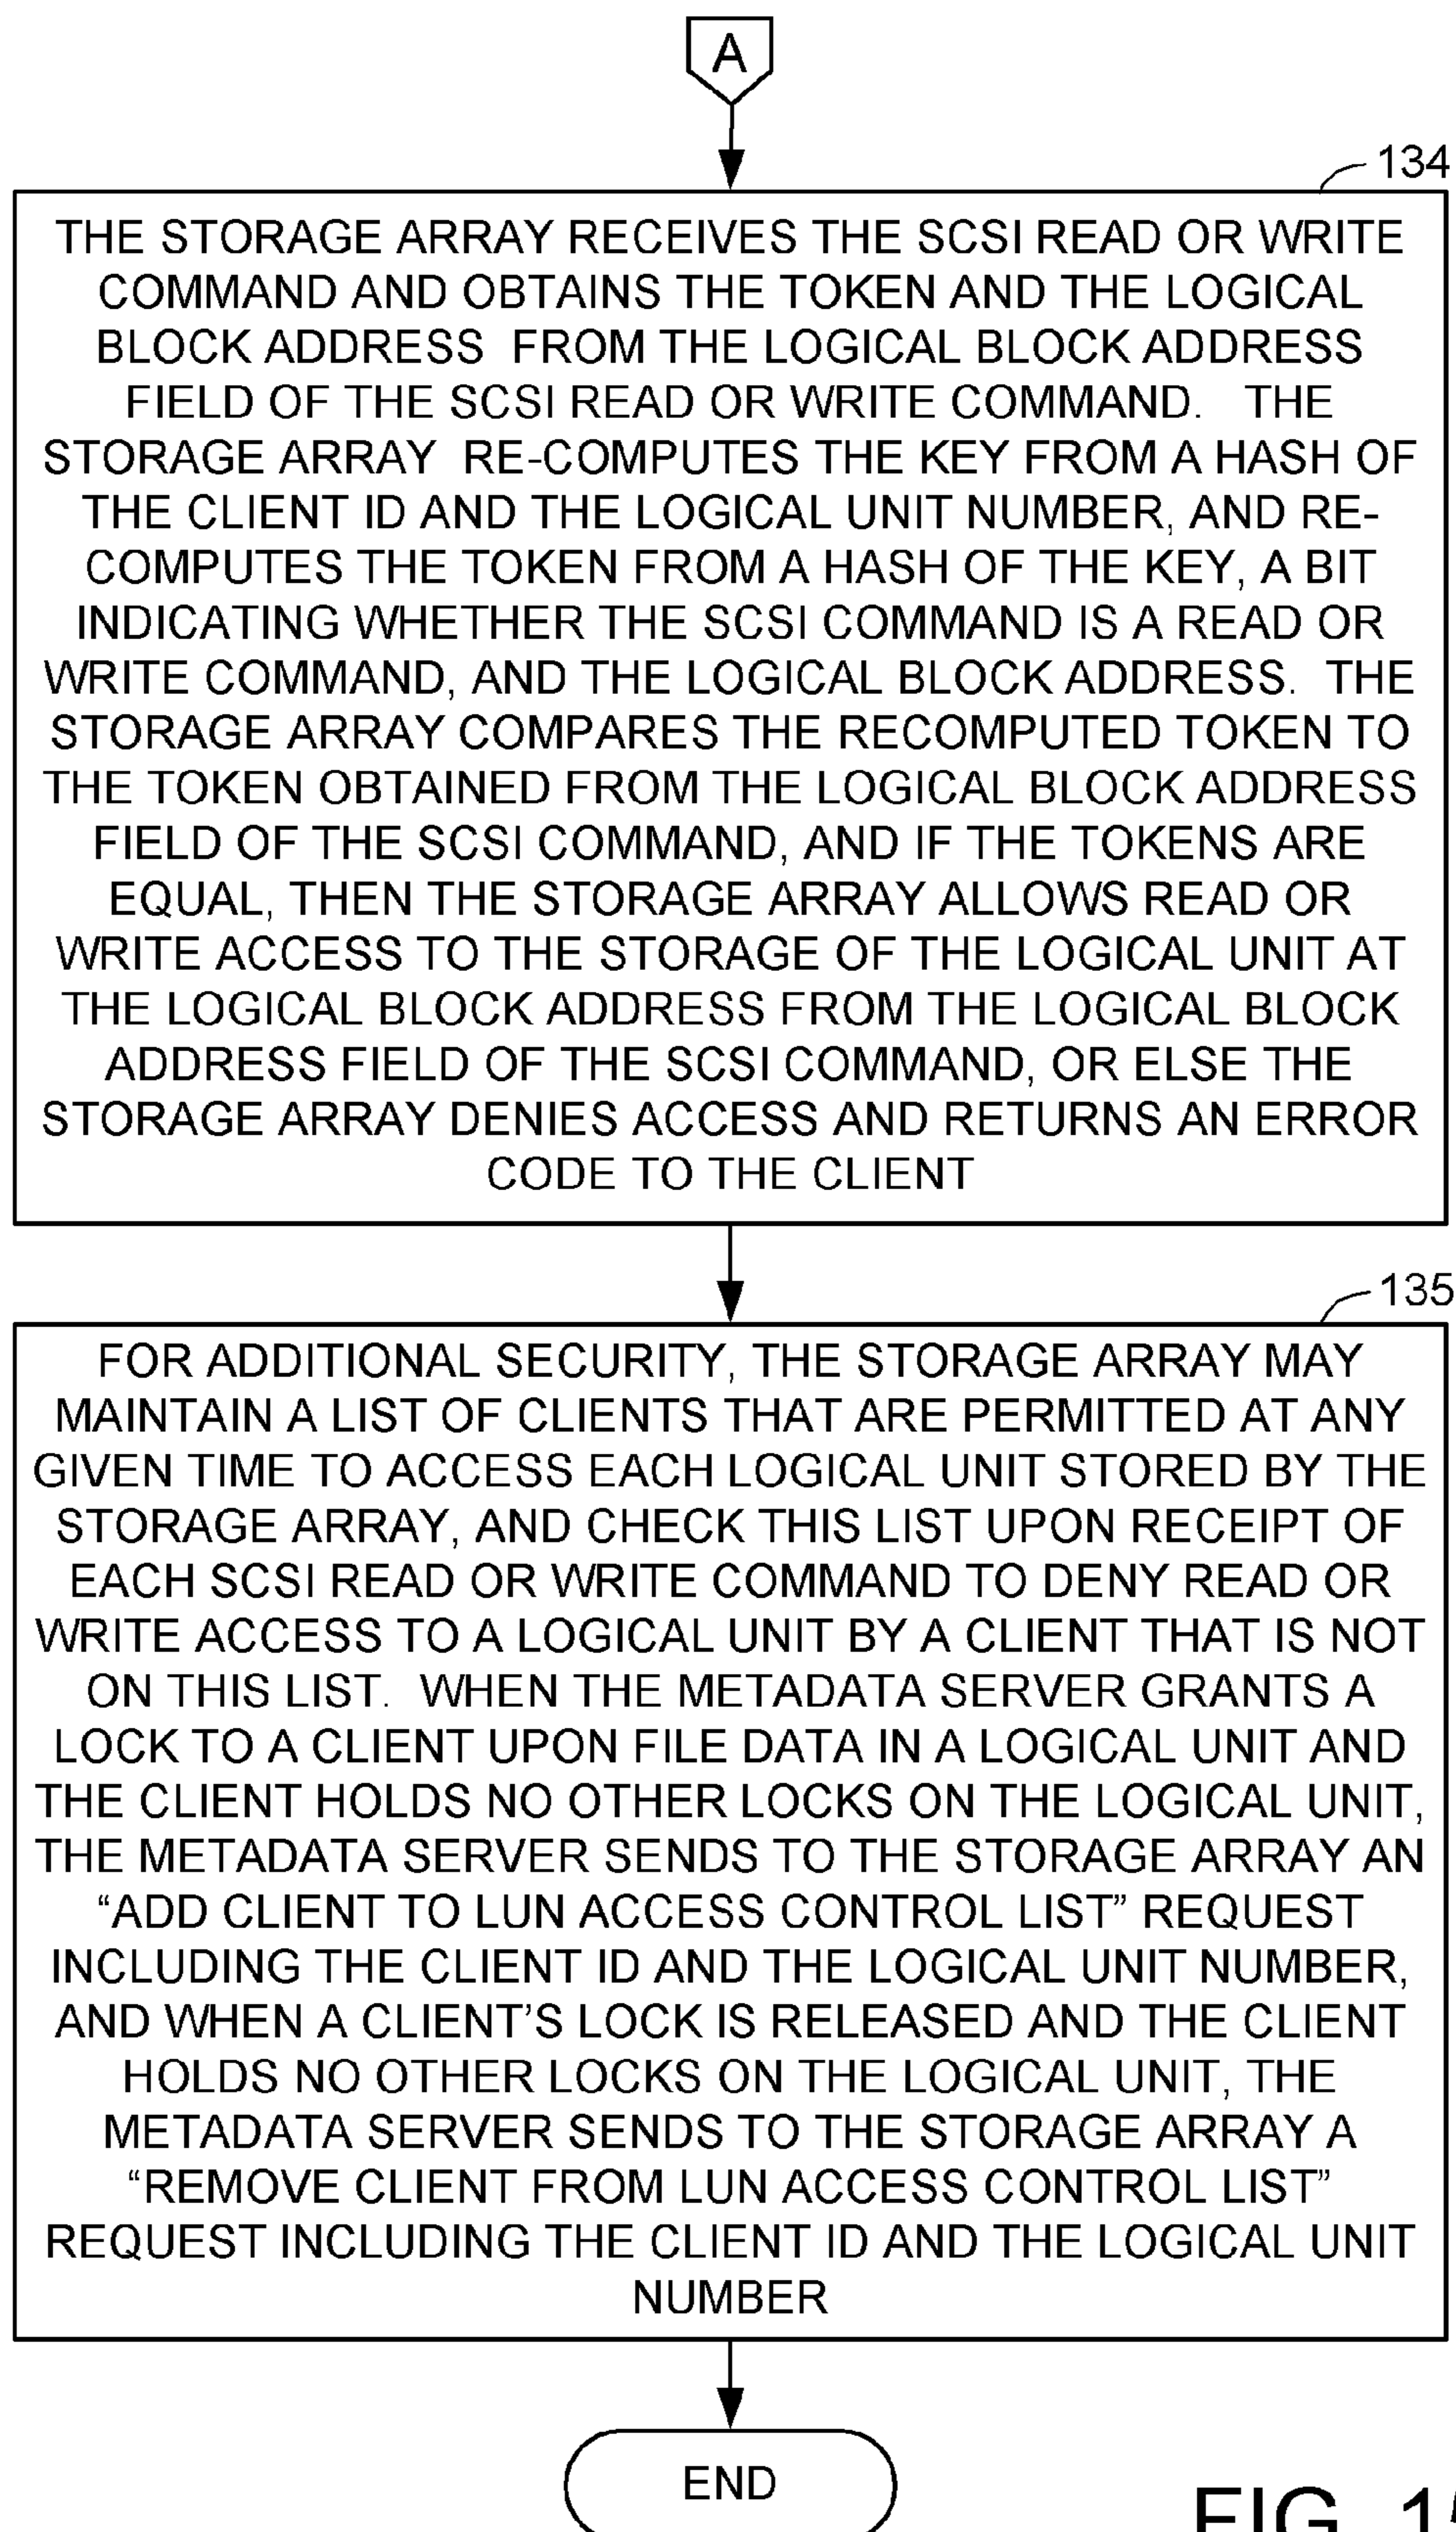 A
134
THE STORAGE ARRAY RECEIVES THE SCSI READ OR WRITE
COMMAND AND OBTAINS THE TOKEN AND THE LOGICAL
BLOCK ADDRESS FROM THE LOGICAL BLOCK ADDRESS
FIELD OF THE SCSI READ OR WRITE COMMAND. THE
STORAGE ARRAY RE-COMPUTES THE KEY FROM A HASH OF
THE CLIENT ID AND THE LOGICAL UNIT NUMBER, AND RE-
COMPUTES THE TOKEN FROM A HASH OF THE KEY, A BIT
INDICATING WHETHER THE SCSI COMMAND IS A READ OR
WRITE COMMAND, AND THE LOGICAL BLOCK ADDRESS. THE
STORAGE ARRAY COMPARES THE RECOMPUTED TOKEN TO
THE TOKEN OBTAINED FROM THE LOGICAL BLOCK ADDRESS
FIELD OF THE SCSI COMMAND, AND IF THE TOKENS ARE
EQUAL, THEN THE STORAGE ARRAY ALLOWS READ OR
WRITE ACCESS TO THE STORAGE OF THE LOGICAL UNIT AT
THE LOGICAL BLOCK ADDRESS FROM THE LOGICAL BLOCK
ADDRESS FIELD OF THE SCSI COMMAND, OR ELSE THE
STORAGE ARRAY DENIES ACCESS AND RETURNS AN ERROR
CODE TO THE CLIENT
135
FOR ADDITIONAL SECURITY, THE STORAGE ARRAY MAY
MAINTAIN A LIST OF CLIENTS THAT ARE PERMITTED AT ANY
GIVEN TIME TO ACCESS EACH LOGICAL UNIT STORED BY THE
STORAGE ARRAY, AND CHECK THIS LIST UPON RECEIPT OF
EACH SCSI READ OR WRITE COMMAND TO DENY READ OR
WRITE ACCESS TO A LOGICAL UNIT BY A CLIENT THAT IS NOT
ON THIS LIST. WHEN THE METADATA SERVER GRANTS A
LOCK TO A CLIENT UPON FILE DATA IN A LOGICAL UNIT AND
THE CLIENT HOLDS NO OTHER LOCKS ON THE LOGICAL UNIT,
THE METADATA SERVER SENDS TO THE STORAGE ARRAY AN
“ADD CLIENT TO LUN ACCESS CONTROL LIST” REQUEST
INCLUDING THE CLIENT ID AND THE LOGICAL UNIT NUMBER,
AND WHEN A CLIENT’S LOCK IS RELEASED AND THE CLIENT
HOLDS NO OTHER LOCKS ON THE LOGICAL UNIT, THE
METADATA SERVER SENDS TO THE STORAGE ARRAY A
“REMOVE CLIENT FROM LUN ACCESS CONTROL LIST”
REQUEST INCLUDING THE CLIENT ID AND THE LOGICAL UNIT
NUMBER
END
FIG.